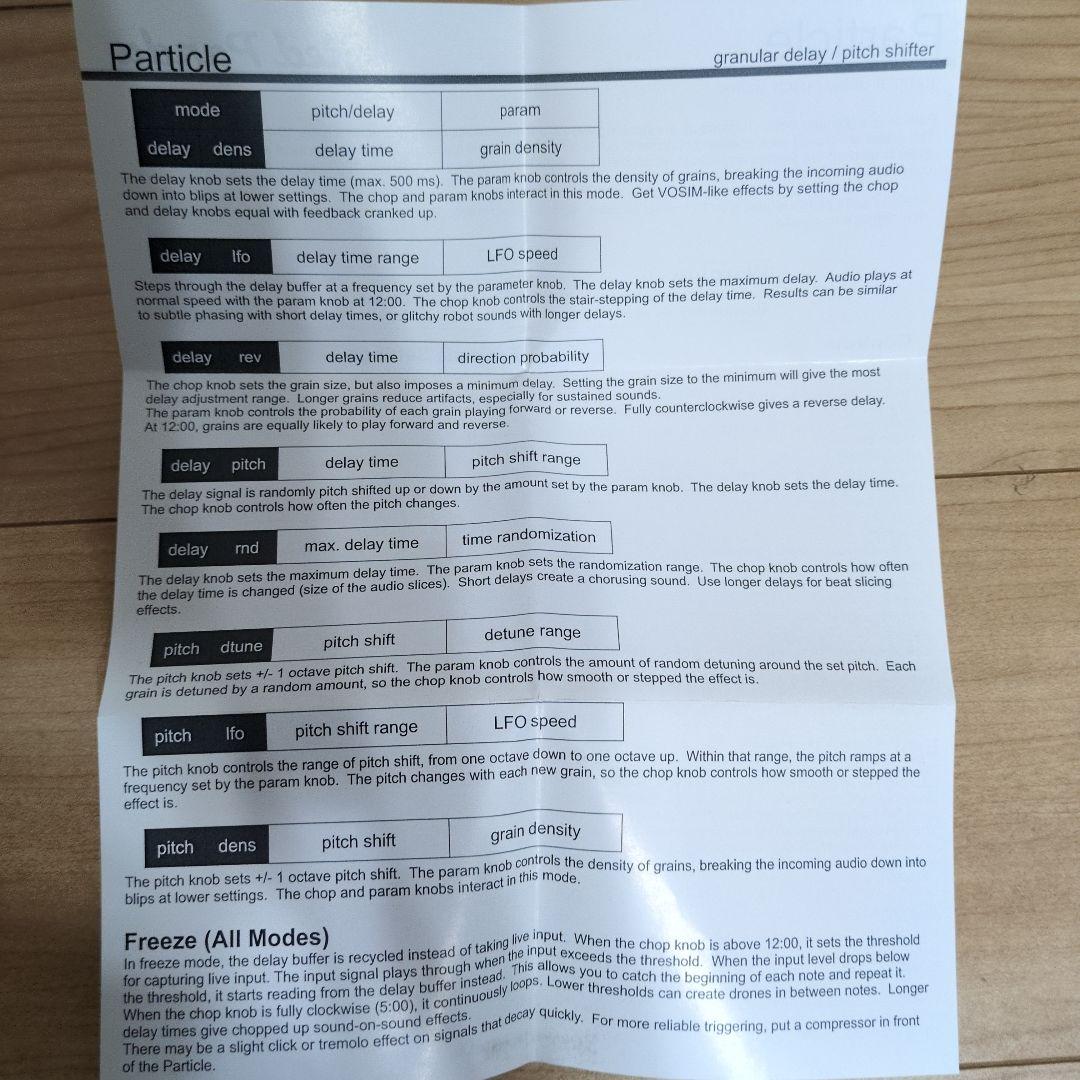 Particle
granular delay / pitch shifter
mode pitch/delay param
delay dens delay time grain density
The delay knob sets the delay time (max. 500 ms). The param knob controls the density of grains, breaking the incoming audio
down into blips at lower settings. The chop and param knobs interact in this mode. Get VOSIM-like effects by setting the chop
and delay knobs equal with feedback cranked up.
delay lfo delay time range LFO speed
Steps through the delay buffer at a frequency set by the parameter knob. The delay knob sets the maximum delay. Audio plays at
normal speed with the param knob at 12:00. The chop knob controls the stair-stepping of the delay time. Results can be similar
to subtle phasing with short delay times, or glitchy robot sounds with longer delays.
delay rev delay time direction probability
The chop knob sets the grain size, but also imposes a minimum delay. Setting the grain size to the minimum will give the most
delay adjustment range. Longer grains reduce artifacts, especially for sustained sounds.
The param knob controls the probability of each grain playing forward or reverse. Fully counterclockwise gives a reverse delay.
At 12:00, grains are equally likely to play forward and reverse.
delay pitch delay time pitch shift range
The delay signal is randomly pitch shifted up or down by the amount set by the param knob. The delay knob sets the delay time.
The chop knob controls how often the pitch changes.
delay rnd max. delay time time randomization
The delay knob sets the maximum delay time. The param knob sets the randomization range. The chop knob controls how often
the delay time is changed (size of the audio slices). Short delays create a chorusing sound. Use longer delays for beat slicing
effects.
pitch dtune pitch shift detune range
The pitch knob sets +/- 1 octave pitch shift. The param knob controls the amount of random detuning around the set pitch. Each
grain is detuned by a random amount, so the chop knob controls how smooth or stepped the effect is.
pitch lfo pitch shift range LFO speed
The pitch knob controls the range of pitch shift, from one octave down to one octave up. Within that range, the pitch ramps at a
frequency set by the param knob. The pitch changes with each new grain, so the chop knob controls how smooth or stepped the
effect is.
pitch dens pitch shift grain density
The pitch knob sets +/- 1 octave pitch shift. The param knob controls the density of grains, breaking the incoming audio down into
blips at lower settings. The chop and param knobs interact in this mode.
Freeze (All Modes)
In freeze mode, the delay buffer is recycled instead of taking live input. When the chop knob is above 12:00, it sets the threshold
for capturing live input. The input signal plays through when the input exceeds the threshold. When the input level drops below
the threshold, it starts reading from the delay buffer instead. This allows you to catch the beginning of each note and repeat it.
When the chop knob is fully clockwise (5:00), it continuously loops. Lower thresholds can create drones in between notes. Longer
delay times give chopped up sound-on-sound effects.
There may be a slight click or tremolo effect on signals that decay quickly. For more reliable triggering, put a compressor in front
of the Particle.